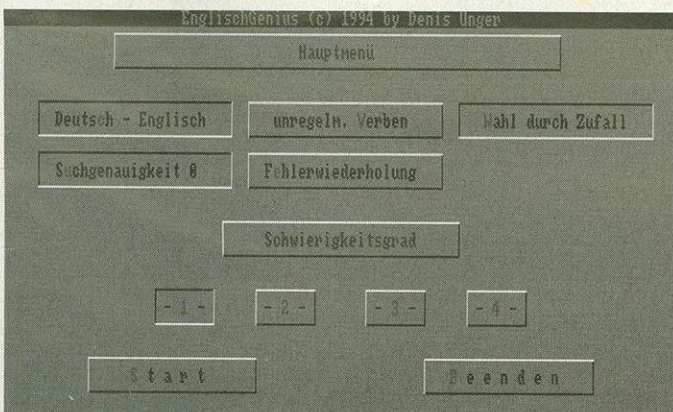 EnglischGenius (c) 1994 by Denis Unger
Hauptmenü
Deutsch - Englisch unregelm. Verben Wahl durch Zufall
Suchgenauigkeit 0 Fehlerwiederholung
Schwierigkeitsgrad
- 1 - - 2 - - 3 - - 4 -
Start Beenden